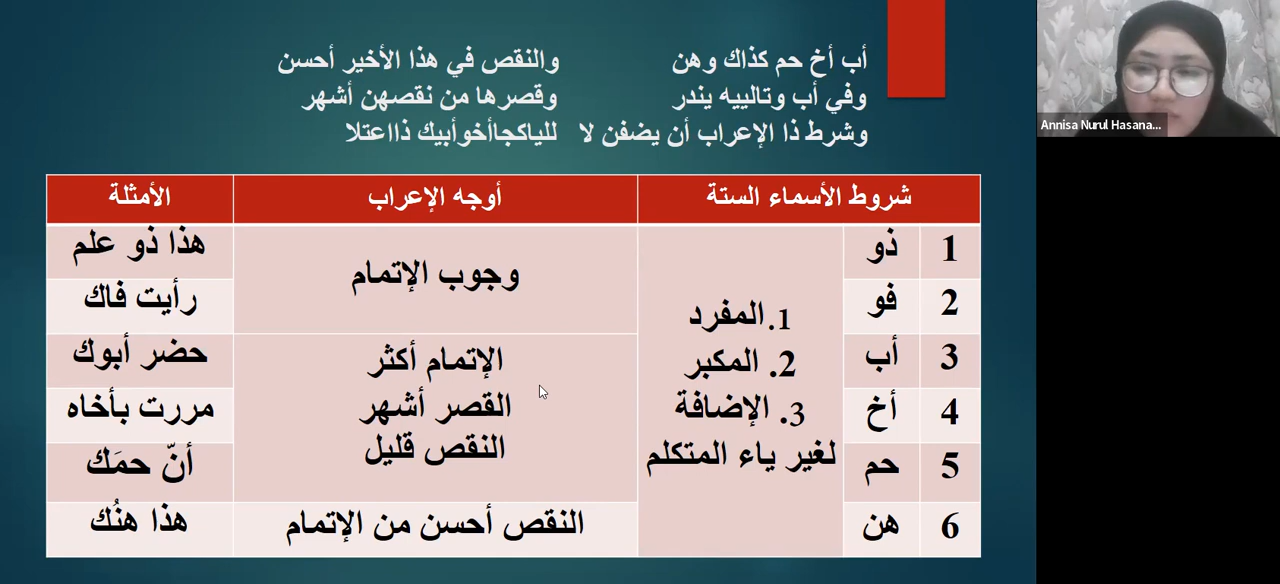 أب أخ حم كذاك وهن والنقص في هذا الأخير أحسن
وفي أب وتالييه يندر وقصرها من نقصهن أشهر
وشرط ذا الإعراب أن يضفن لا للياكجاأخوأبيك ذااعتلا
شروط الأسماء الستة أوجه الإعراب الأمثلة
1 ذو
2 فو
3 أب
4 أخ
5 حم
6 هن
1. المفرد
2. المكبر
3. الإضافة
لغير ياء المتكلم
وجوب الإتمام
الإتمام أكثر
القصر أشهر
النقص قليل
النقص أحسن من الإتمام
هذا ذو علم
رأيت فاك
حضر أبوك
مررت بأخاه
أنّ حمَك
هذا هنُك
Annisa Nurul Hasana...